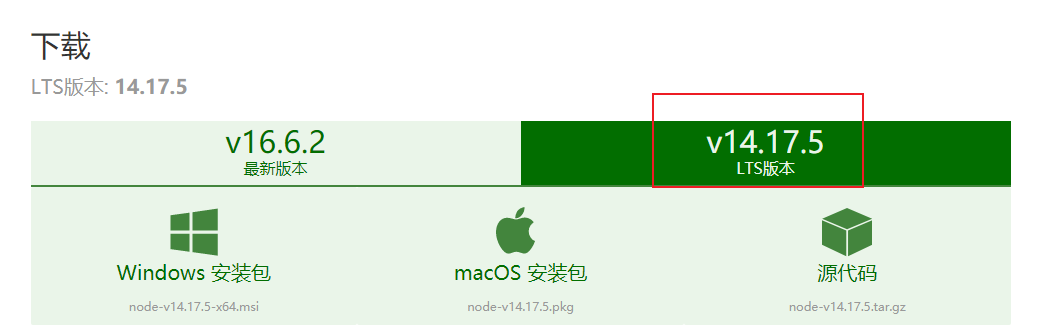 下载
LTS版本: 14.17.5
v16.6.2
最新版本
v14.17.5
LTS版本
Windows 安装包
node-v14.17.5-x64.msi
macOS 安装包
node-v14.17.5.pkg
源代码
node-v14.17.5.tar.gz